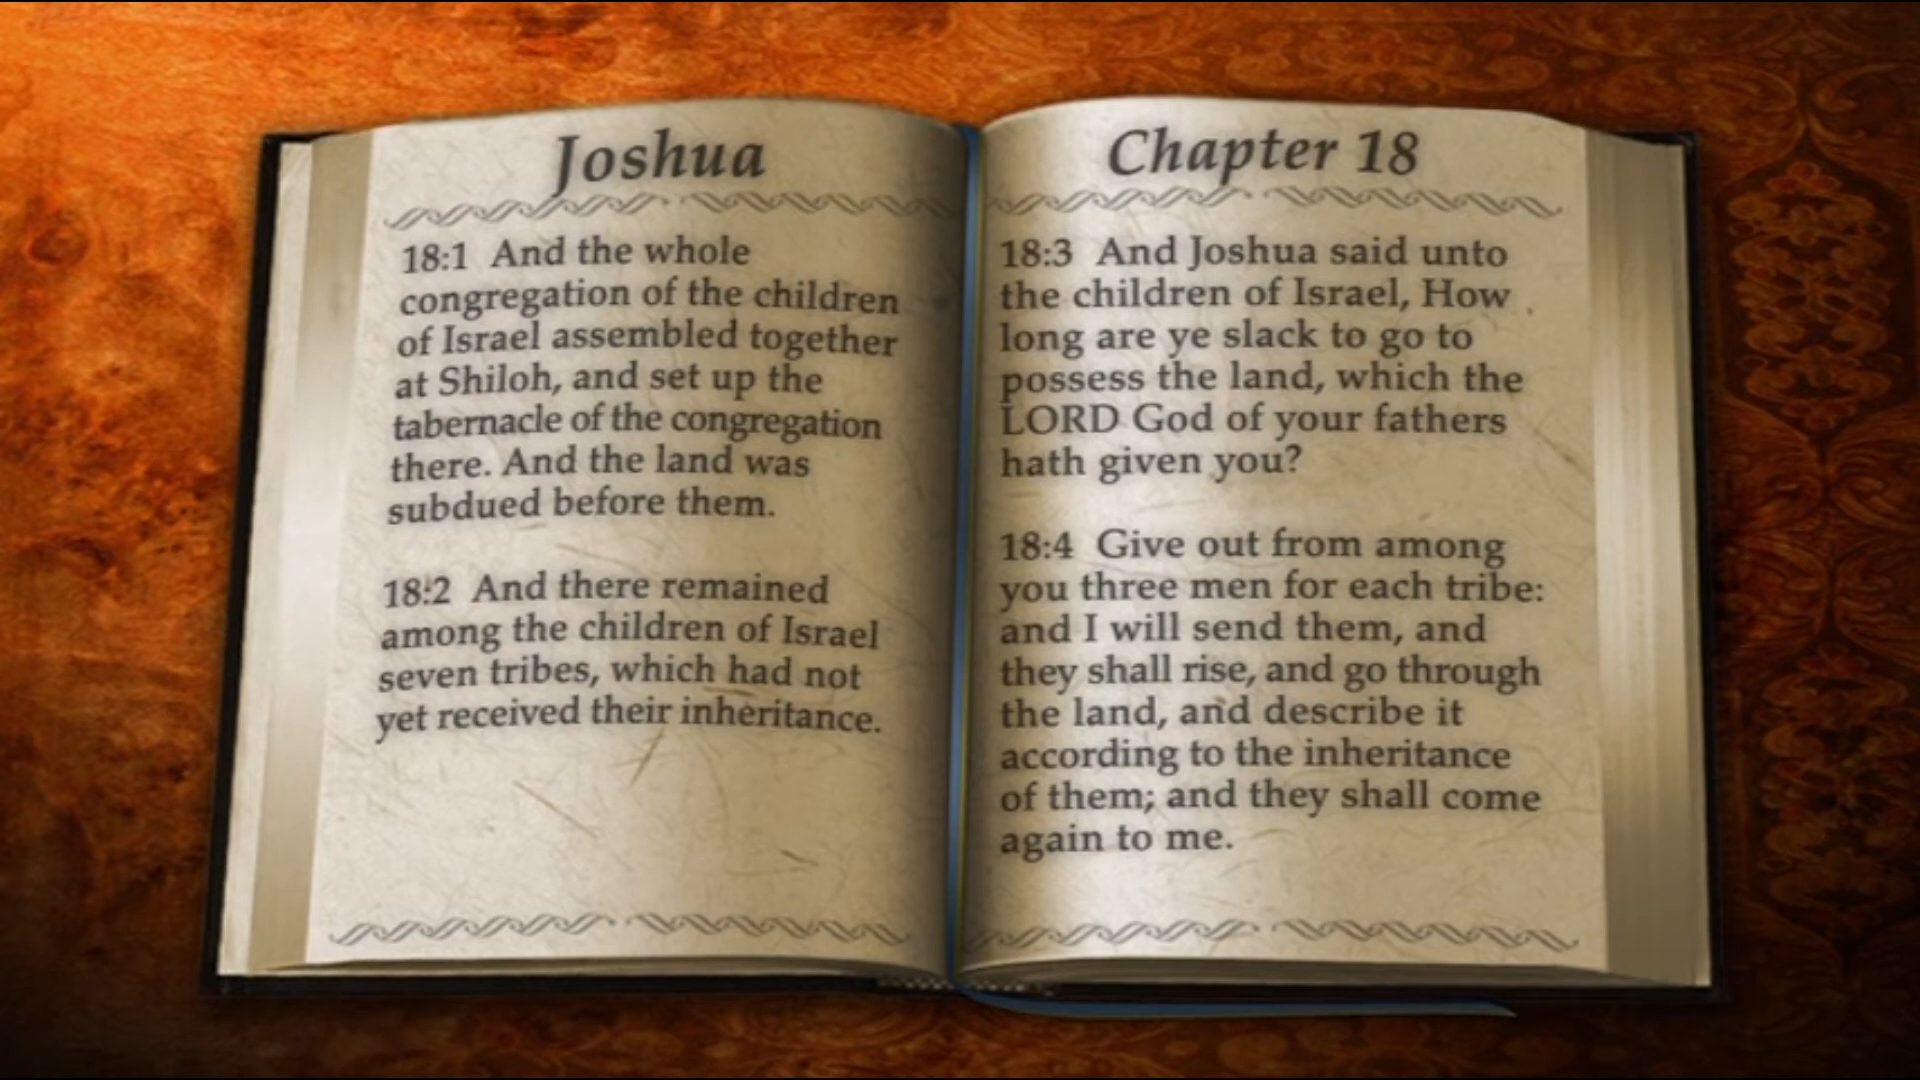 Joshua
18:1 And the whole
congregation of the children
of Israel assembled together
at Shiloh, and set up the
tabernacle of the congregation
there. And the land was
subdued before them.
18:2 And there remained
among the children of Israel
seven tribes, which had not
yet received their inheritance.
Chapter 18
18:3 And Joshua said unto
the children of Israel, How
long are ye slack to go to
possess the land, which the
LORD God of your fathers
hath given you?
18:4 Give out from among
you three men for each tribe:
and I will send them, and
they shall rise, and go through
the land, and describe it
according to the inheritance
of them; and they shall come
again to me.